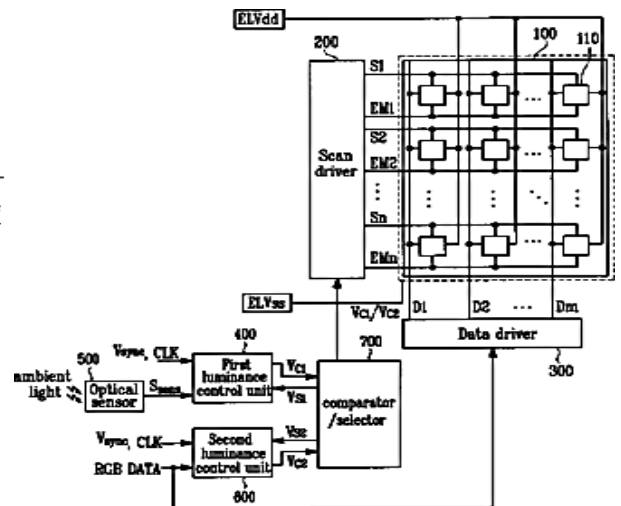 ELVdd
200
100
110
S1
EM1
S2
EM2
Scan
driver
Sn
EMn
ELVss
VC1/VC2
D1 D2 ... Dm
Data driver
300
400
700
500
Vsync, CLK
First
luminance
control unit
VC1
VS1
ambient
light
Optical
sensor
Ssens
comparator
/selector
Vsync, CLK
RGB DATA
Second
luminance
control unit
VS2
VC2
600